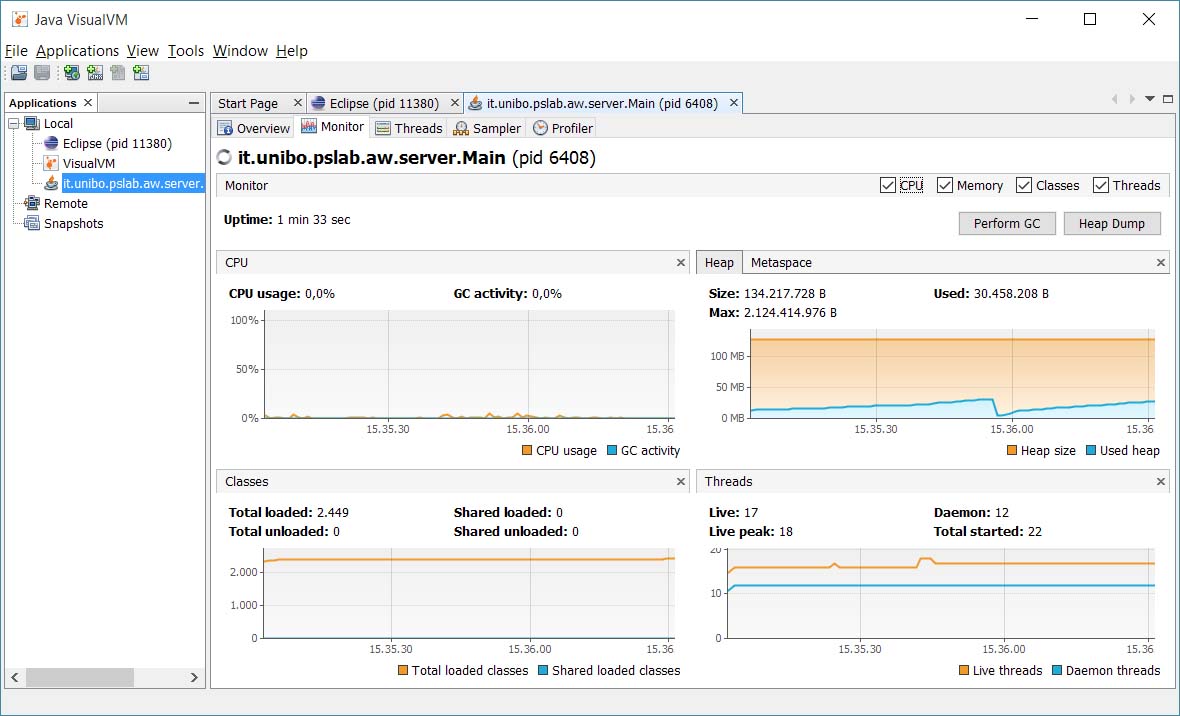 Java VisualVM
File Applications View Tools Window Help
Applications
Local
Eclipse (pid 11380)
VisualVM
it.unibo.pslab.aw.server.
Remote
Snapshots
Start Page Eclipse (pid 11380) it.unibo.pslab.aw.server.Main (pid 6408)
Overview Monitor Threads Sampler Profiler
it.unibo.pslab.aw.server.Main (pid 6408)
Monitor CPU Memory Classes Threads
Uptime: 1 min 33 sec
Perform GC Heap Dump
CPU
CPU usage: 0,0% GC activity: 0,0%
100%
50%
0%
15.35.30 15.36.00 15.36
CPU usage GC activity
Heap Metaspace
Size: 134.217.728 B Used: 30.458.208 B
Max: 2.124.414.976 B
100 MB
50 MB
0 MB
15.35.30 15.36.00 15.36
Heap size Used heap
Classes
Total loaded: 2.449 Shared loaded: 0
Total unloaded: 0 Shared unloaded: 0
2.000
1.000
0
15.35.30 15.36.00 15.36
Total loaded classes Shared loaded classes
Threads
Live: 17 Daemon: 12
Live peak: 18 Total started: 22
20
10
0
15.35.30 15.36.00 15.36
Live threads Daemon threads